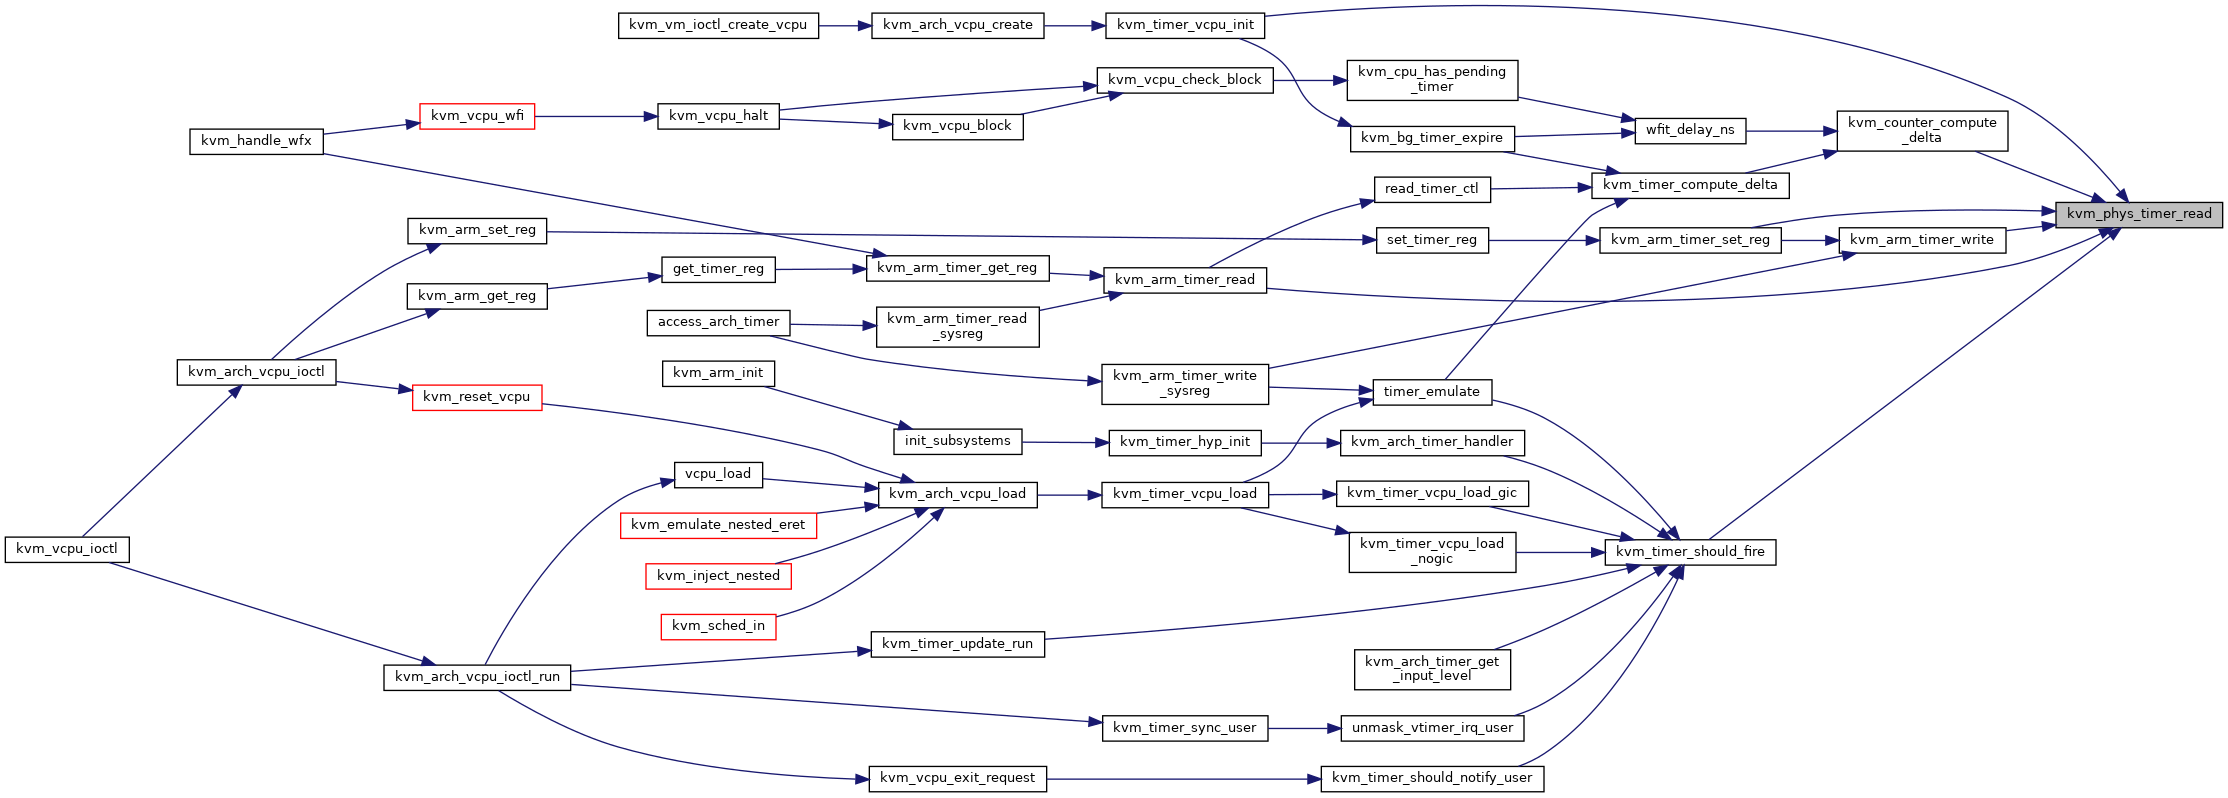 kvm_vm_ioctl_create_vcpu
kvm_arch_vcpu_create
kvm_timer_vcpu_init
kvm_vcpu_check_block
kvm_cpu_has_pending
_timer
kvm_vcpu_wfi
kvm_vcpu_halt
kvm_vcpu_block
kvm_handle_wfx
kvm_bg_timer_expire
wfit_delay_ns
kvm_counter_compute
_delta
read_timer_ctl
kvm_timer_compute_delta
kvm_phys_timer_read
kvm_arm_set_reg
set_timer_reg
kvm_arm_timer_set_reg
kvm_arm_timer_write
get_timer_reg
kvm_arm_timer_get_reg
kvm_arm_timer_read
kvm_arm_get_reg
access_arch_timer
kvm_arm_timer_read
_sysreg
kvm_arch_vcpu_ioctl
kvm_arm_init
kvm_arm_timer_write
_sysreg
timer_emulate
kvm_reset_vcpu
init_subsystems
kvm_timer_hyp_init
kvm_arch_timer_handler
vcpu_load
kvm_arch_vcpu_load
kvm_timer_vcpu_load
kvm_timer_vcpu_load_gic
kvm_emulate_nested_eret
kvm_vcpu_ioctl
kvm_timer_vcpu_load
_nogic
kvm_timer_should_fire
kvm_inject_nested
kvm_sched_in
kvm_timer_update_run
kvm_arch_timer_get
_input_level
kvm_arch_vcpu_ioctl_run
kvm_timer_sync_user
unmask_vtimer_irq_user
kvm_vcpu_exit_request
kvm_timer_should_notify_user